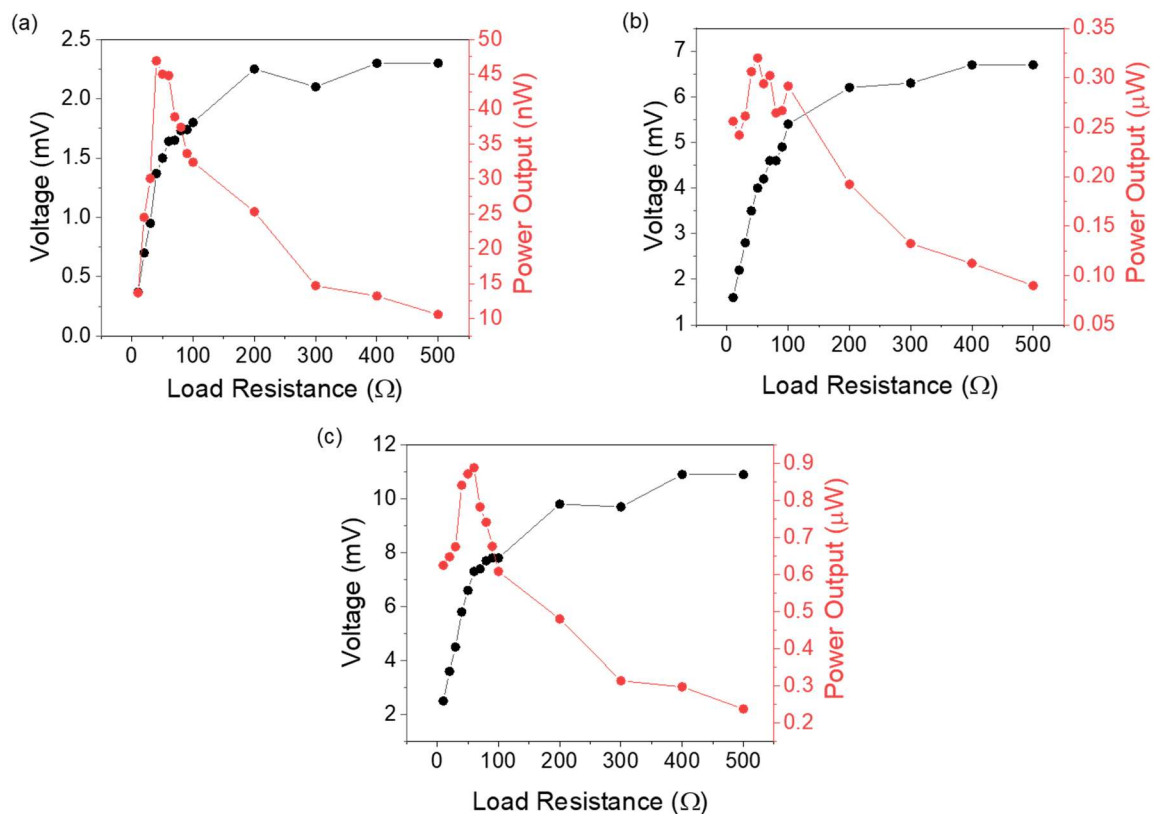 (a)
2.5
2.0
1.5
1.0
0.5
0.0
Voltage (mV)
50
45
40
35
30
25
20
15
10
Power Output (nW)
0 100 200 300 400 500
Load Resistance (Ω)
(b)
7
6
5
4
3
2
1
Voltage (mV)
0.35
0.30
0.25
0.20
0.15
0.10
0.05
Power Output (μW)
0 100 200 300 400 500
Load Resistance (Ω)
(c)
12
10
8
6
4
2
Voltage (mV)
0.9
0.8
0.7
0.6
0.5
0.4
0.3
0.2
Power Output (μW)
0 100 200 300 400 500
Load Resistance (Ω)